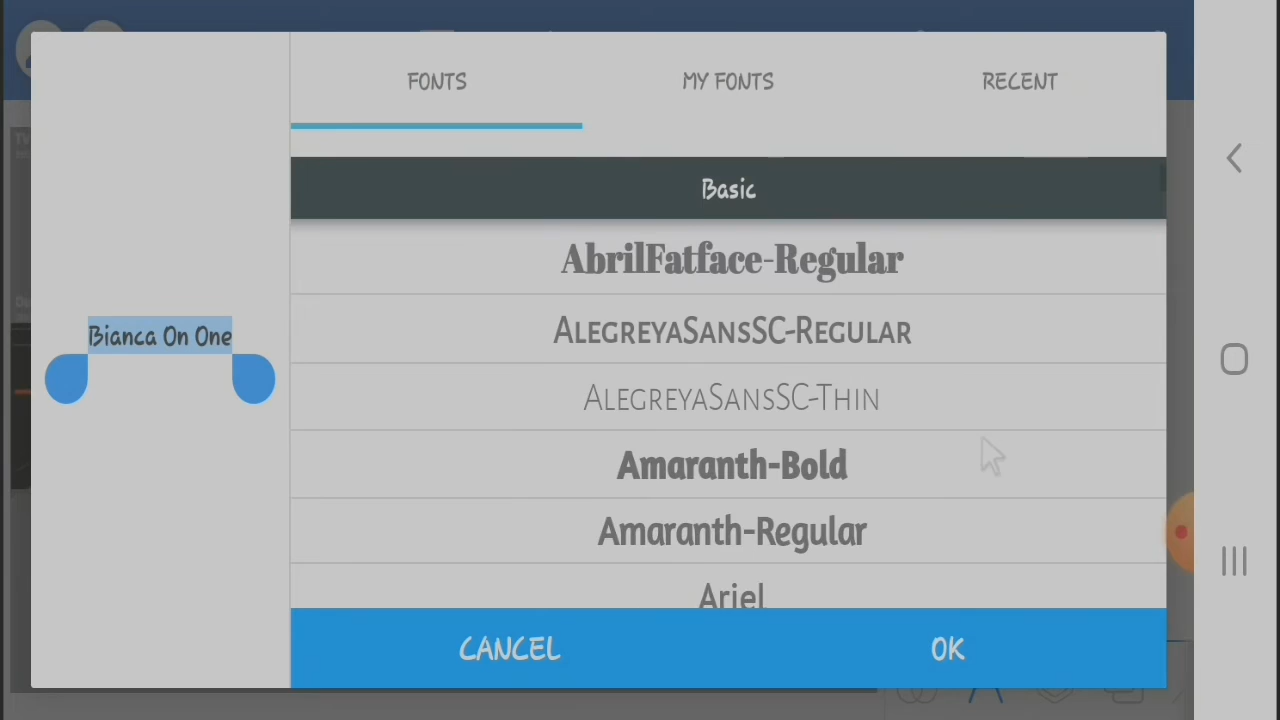 FONTS
MY FONTS
RECENT
Basic
AbrilFatface-Regular
AlegreyaSansSC-Regular
Bianca On One
AlegreyaSansSC-Thin
Amaranth-Bold
Amaranth-Regular
Ariel
CANCEL
OK